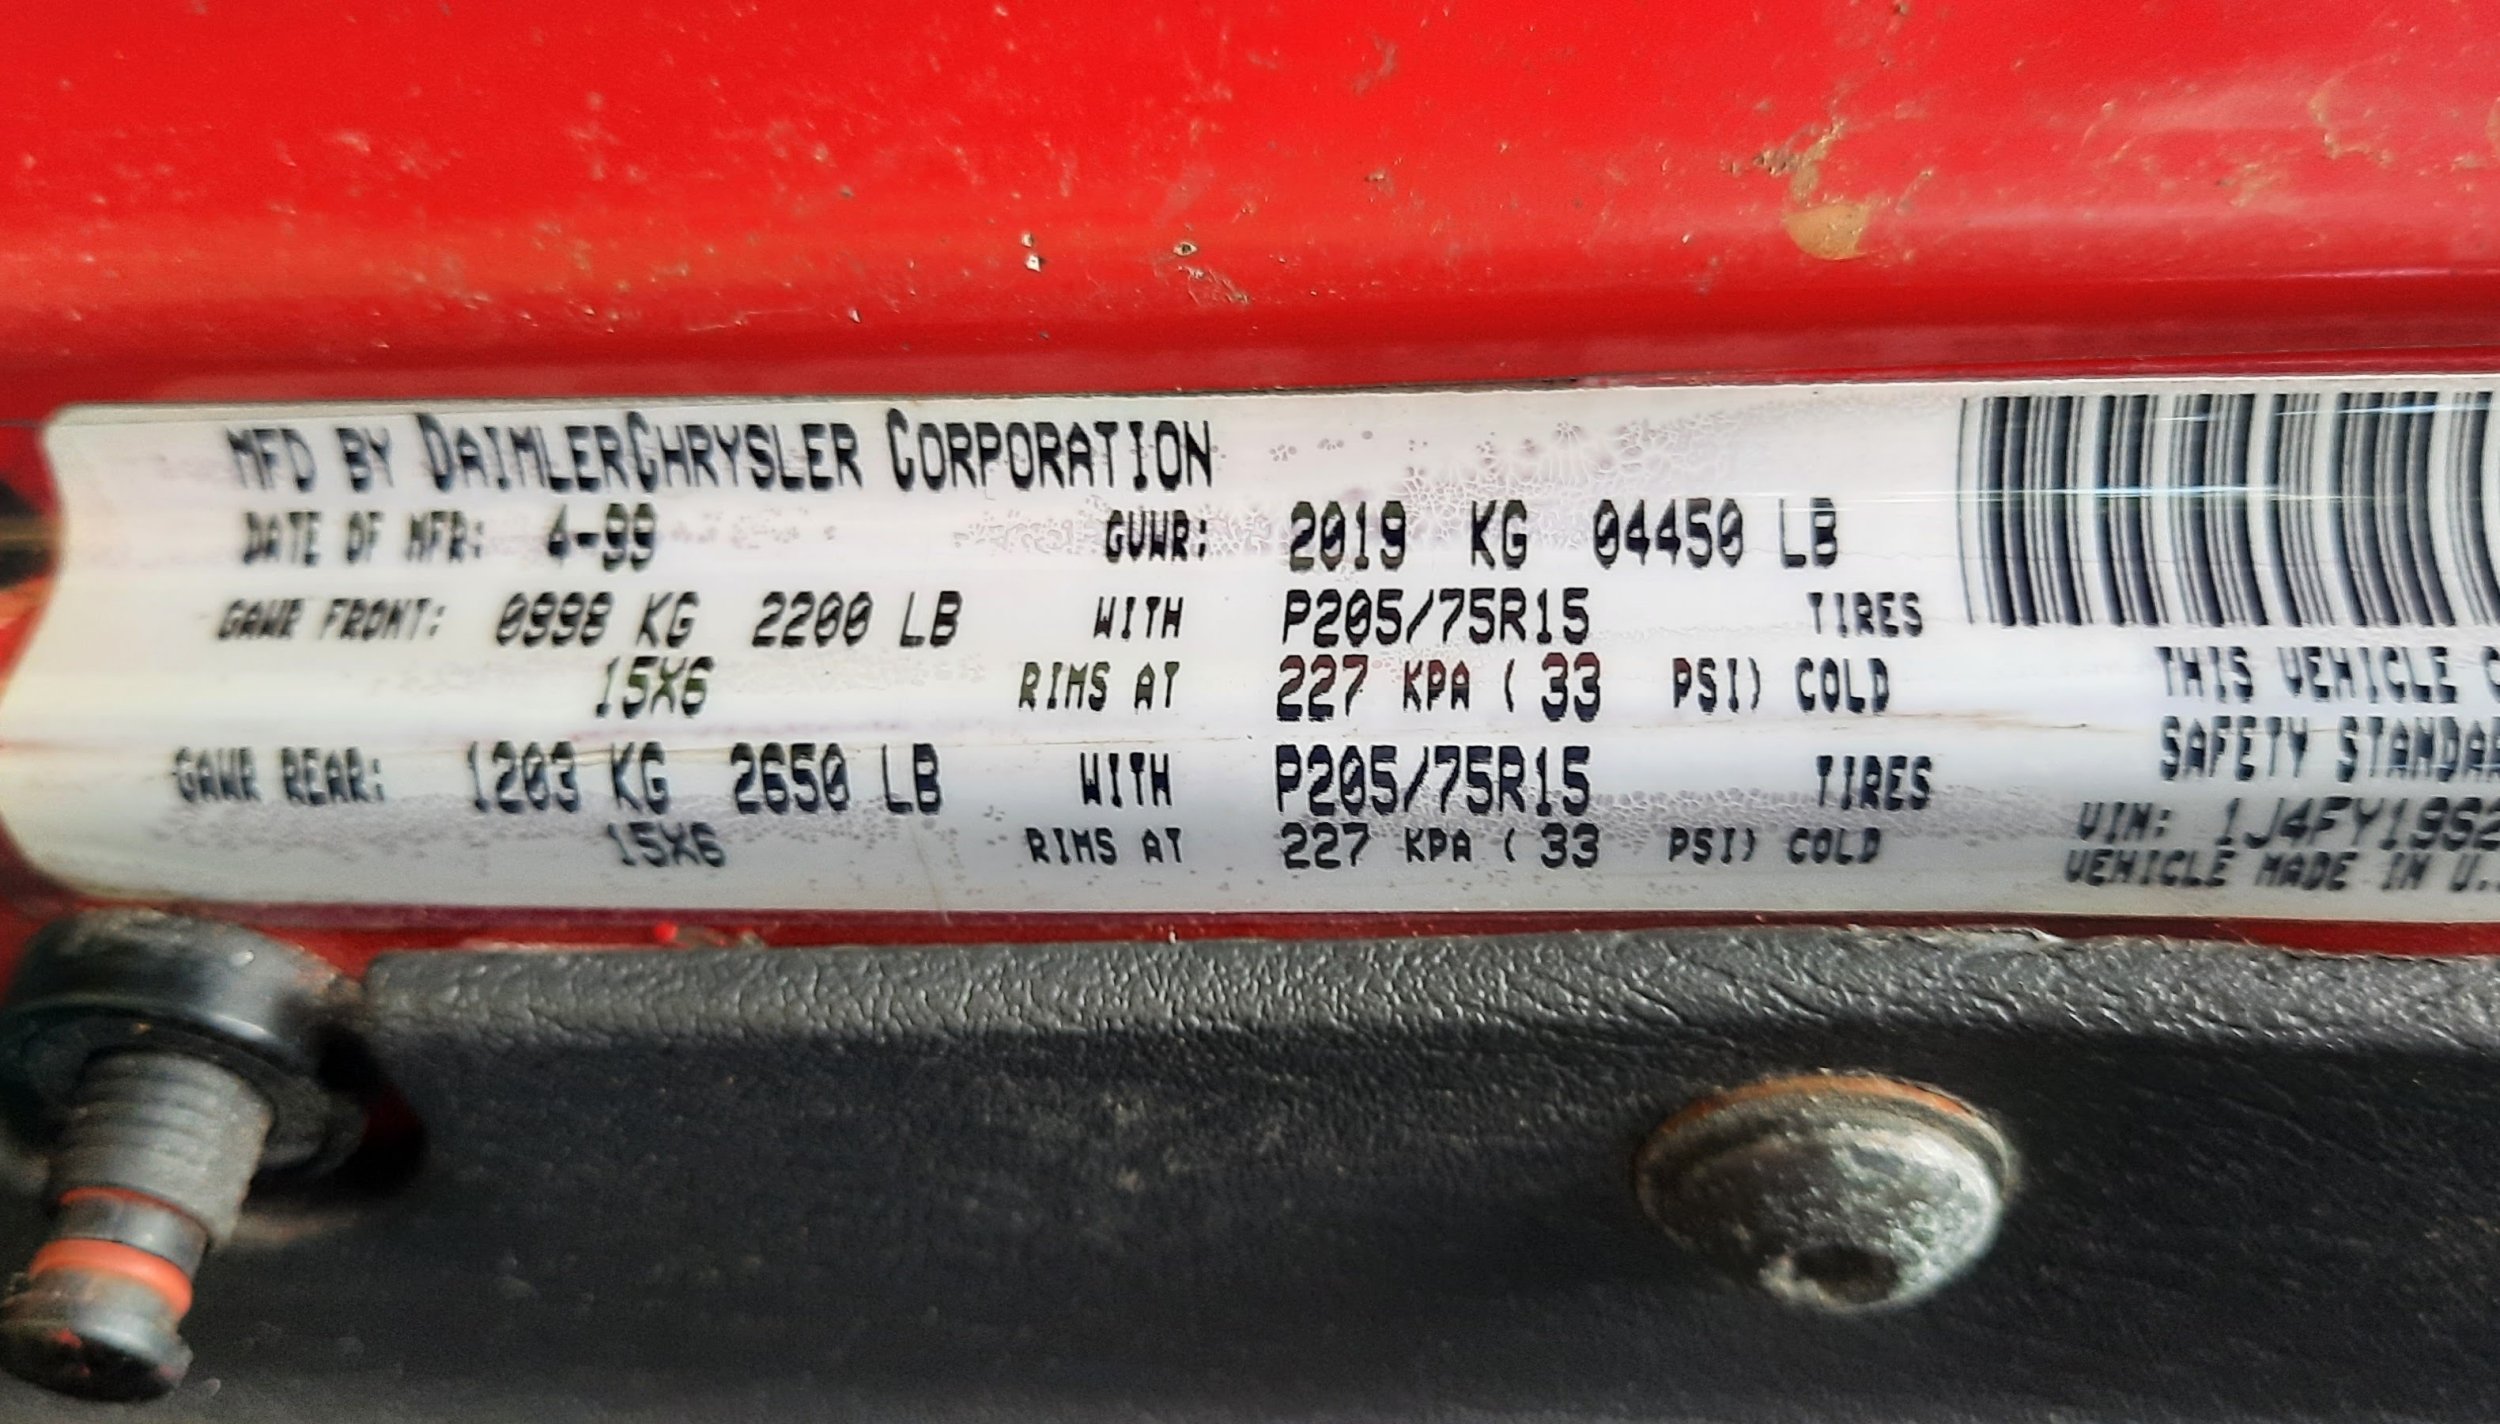 MFD BY DAIMLERCHRYSLER CORPORATION
DATE OF MFR: 4-99 GVWR: 2019 KG 04450 LB
GAWR FRONT: 0998 KG 2200 LB WITH P205/75R15 TIRES
15X6 RIMS AT 227 KPA ( 33 PSI) COLD
GAWR REAR: 1203 KG 2650 LB WITH P205/75R15 TIRES
15X6 RIMS AT 227 KPA ( 33 PSI) COLD
THIS VEHICLE C
SAFETY STANDAR
VIN: 1J4FY19S2
VEHICLE MADE IN U.